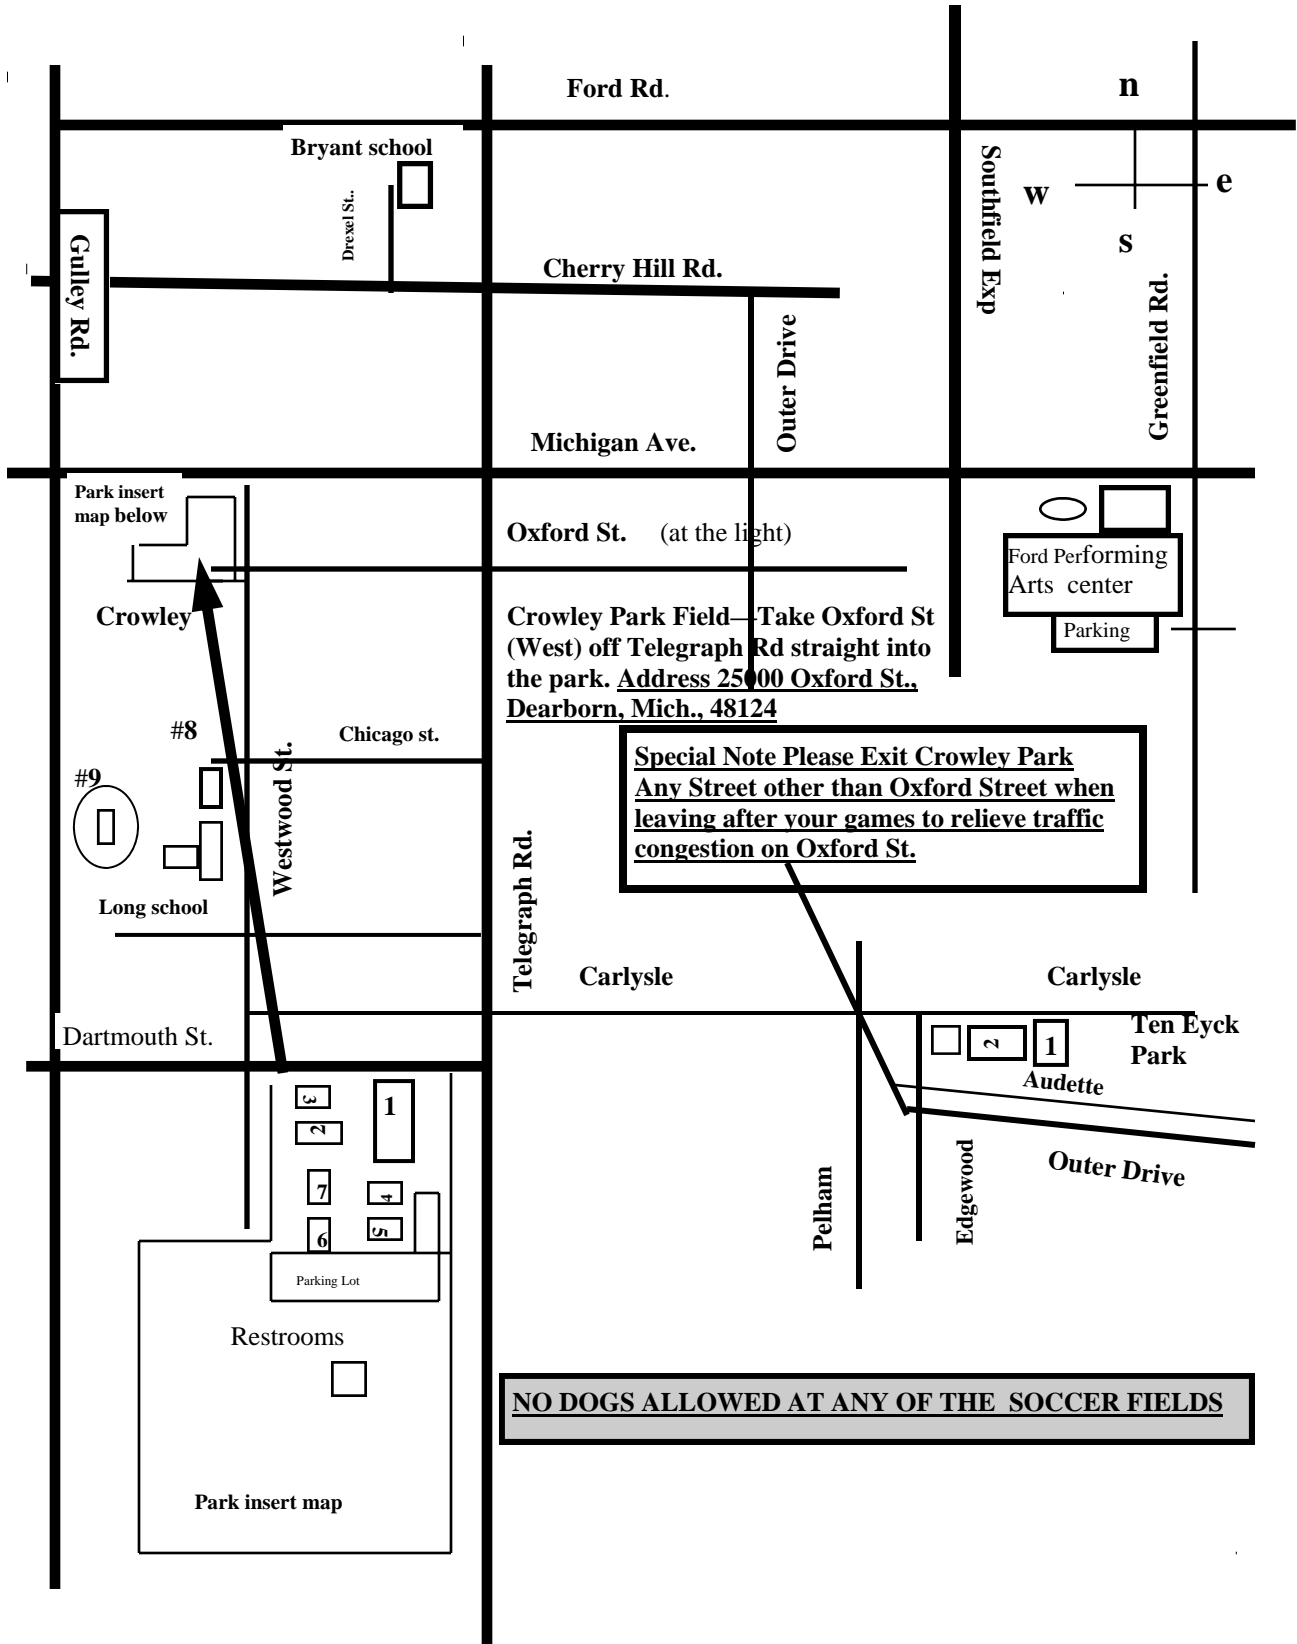 Ford Rd.
n
Bryant school
Southfield Exp
w
e
Drexel St..
s
Gulley Rd.
Cherry Hill Rd.
Greenfield Rd.
Outer Drive
Michigan Ave.
Park insert
map below
Oxford St. (at the light)
Ford Performing
Arts center
Parking
Crowley
Crowley Park Field—Take Oxford St
(West) off Telegraph Rd straight into
the park. Address 25000 Oxford St.,
Dearborn, Mich., 48124
#8
Chicago st.
#9
Westwood St.
Special Note Please Exit Crowley Park
Any Street other than Oxford Street when
leaving after your games to relieve traffic
congestion on Oxford St.
Telegraph Rd.
Long school
Carlysle
Carlysle
Dartmouth St.
2
1
Ten Eyck
Park
Audette
3
1
2
Outer Drive
Edgewood
Pelham
7
4
6
5
Parking Lot
Restrooms
NO DOGS ALLOWED AT ANY OF THE SOCCER FIELDS
Park insert map